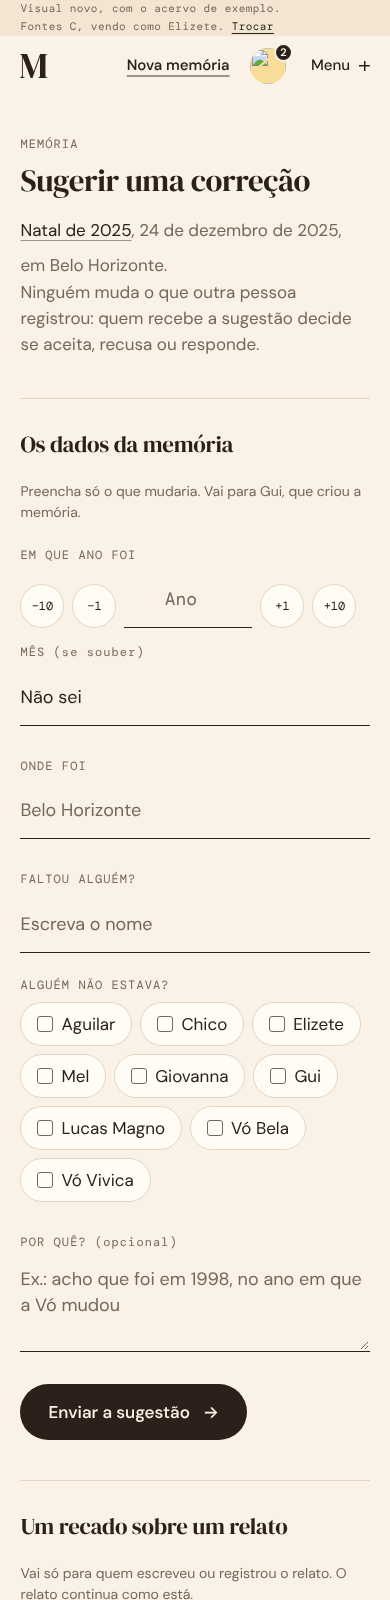 Visual novo, com o acervo de exemplo.
Fontes C, vendo como Elizete. Trocar
M
Nova memória
2
Menu +
MEMÓRIA
Sugerir uma correção
Natal de 2025, 24 de dezembro de 2025,
em Belo Horizonte.
Ninguém muda o que outra pessoa
registrou: quem recebe a sugestão decide
se aceita, recusa ou responde.
Os dados da memória
Preencha só o que mudaria. Vai para Gui, que criou a
memória.
EM QUE ANO FOI
−10 −1 Ano +1 +10
MÊS (se souber)
Não sei
ONDE FOI
Belo Horizonte
FALTOU ALGUÉM?
Escreva o nome
ALGUÉM NÃO ESTAVA?
Aguilar Chico Elizete
Mel Giovanna Gui
Lucas Magno Vó Bela
Vó Vivica
POR QUÊ? (opcional)
Ex.: acho que foi em 1998, no ano em que
a Vó mudou
Enviar a sugestão →
Um recado sobre um relato
Vai só para quem escreveu ou registrou o relato. O
relato continua como está.